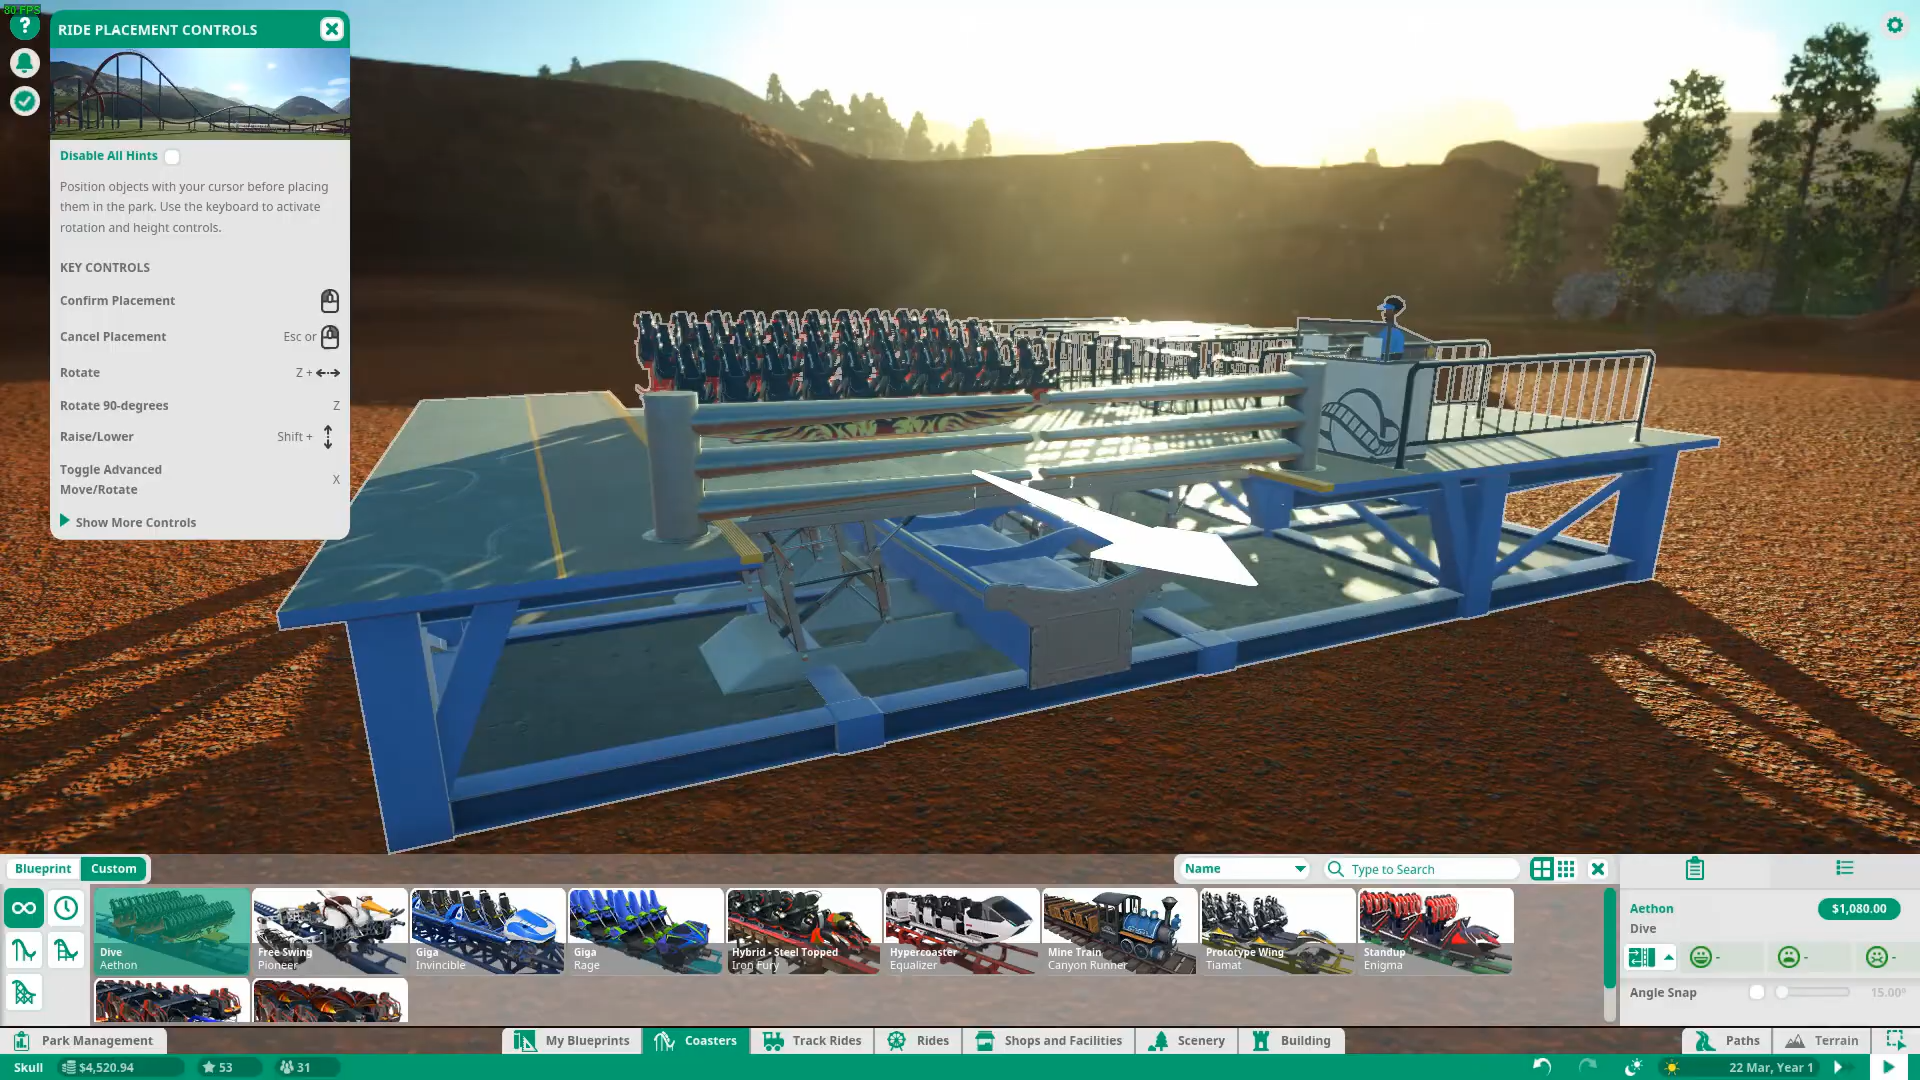 80 FPS
?
RIDE PLACEMENT CONTROLS
Disable All Hints
Position objects with your cursor before placing
them in the park. Use the keyboard to activate
rotation and height controls.
KEY CONTROLS
Confirm Placement
Cancel Placement Esc or
Rotate Z +
Rotate 90-degrees Z
Raise/Lower Shift +
Toggle Advanced
Move/Rotate X
Show More Controls
Blueprint Custom
Name Type to Search
Dive
Aethon
Free Swing
Pioneer
Giga
Invincible
Giga
Rage
Hybrid - Steel Topped
Iron Fury
Hypercoaster
Equalizer
Mine Train
Canyon Runner
Prototype Wing
Tiamat
Standup
Enigma
Aethon $1,080.00
Dive
- - -
Angle Snap 15.00°
Park Management My Blueprints Coasters Track Rides Rides Shops and Facilities Scenery Building Paths Terrain
Skull $4,520.94 53 31 22 Mar, Year 1